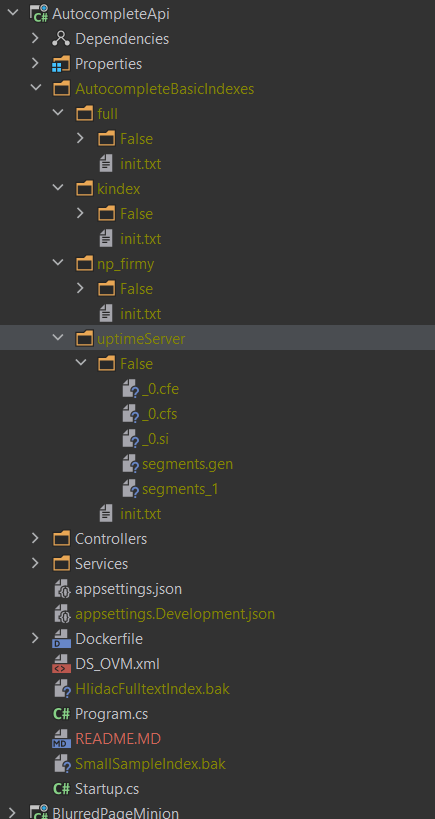 AutocompleteApi
Dependencies
Properties
AutocompleteBasicIndexes
full
False
init.txt
kindex
False
init.txt
np_firmy
False
init.txt
uptimeServer
False
_0.cfe
_0.cfs
_0.si
segments.gen
segments_1
init.txt
Controllers
Services
appsettings.json
appsettings.Development.json
Dockerfile
DS_OVM.xml
HlidacFulltextIndex.bak
C# Program.cs
MD README.MD
SmallSampleIndex.bak
C# Startup.cs
BlurredPageMinion